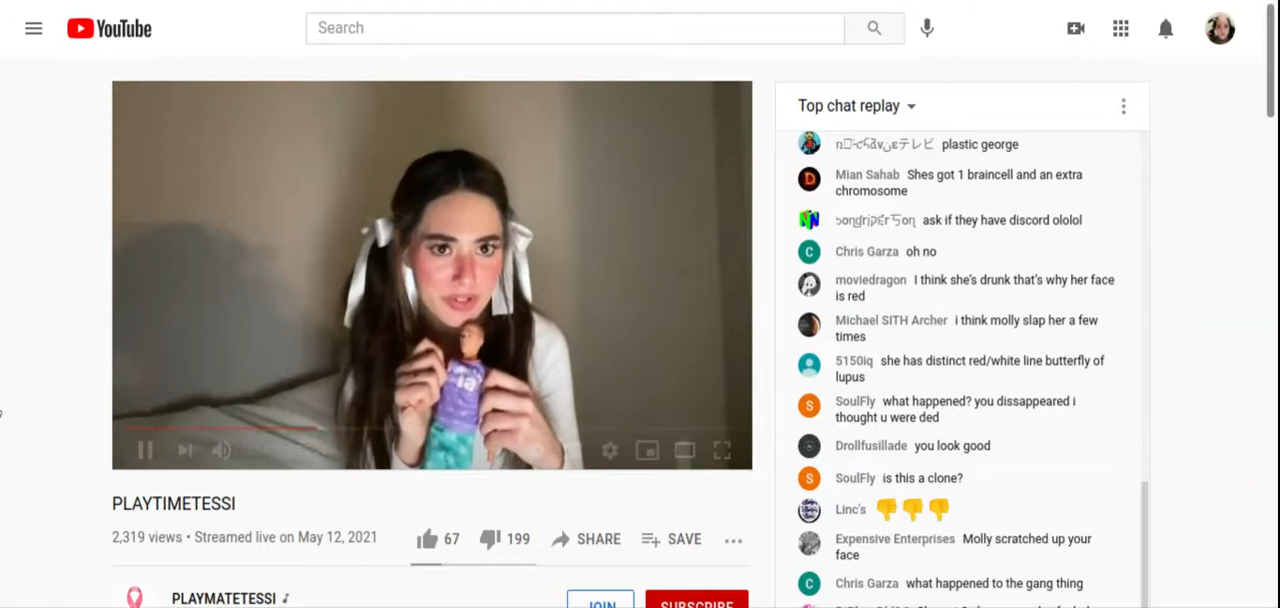 YouTube
Search
Top chat replay
plastic george
Mian Sahab Shes got 1 braincell and an extra
chromosome
ask if they have discord ololol
Chris Garza oh no
moviedragon I think she's drunk that's why her face
is red
Michael SITH Archer i think molly slap her a few
times
5150iq she has distinct red/white line butterfly of
lupus
SoulFly what happened? you dissappeared i
thought u were ded
Drollfusillade you look good
SoulFly is this a clone?
Linc's 👎👎👎
Expensive Enterprises Molly scratched up your
face
Chris Garza what happened to the gang thing
PLAYTIMETESSI
2,319 views • Streamed live on May 12, 2021
67
199
SHARE
SAVE
PLAYMATETESSI
JOIN
SUBSCRIBE